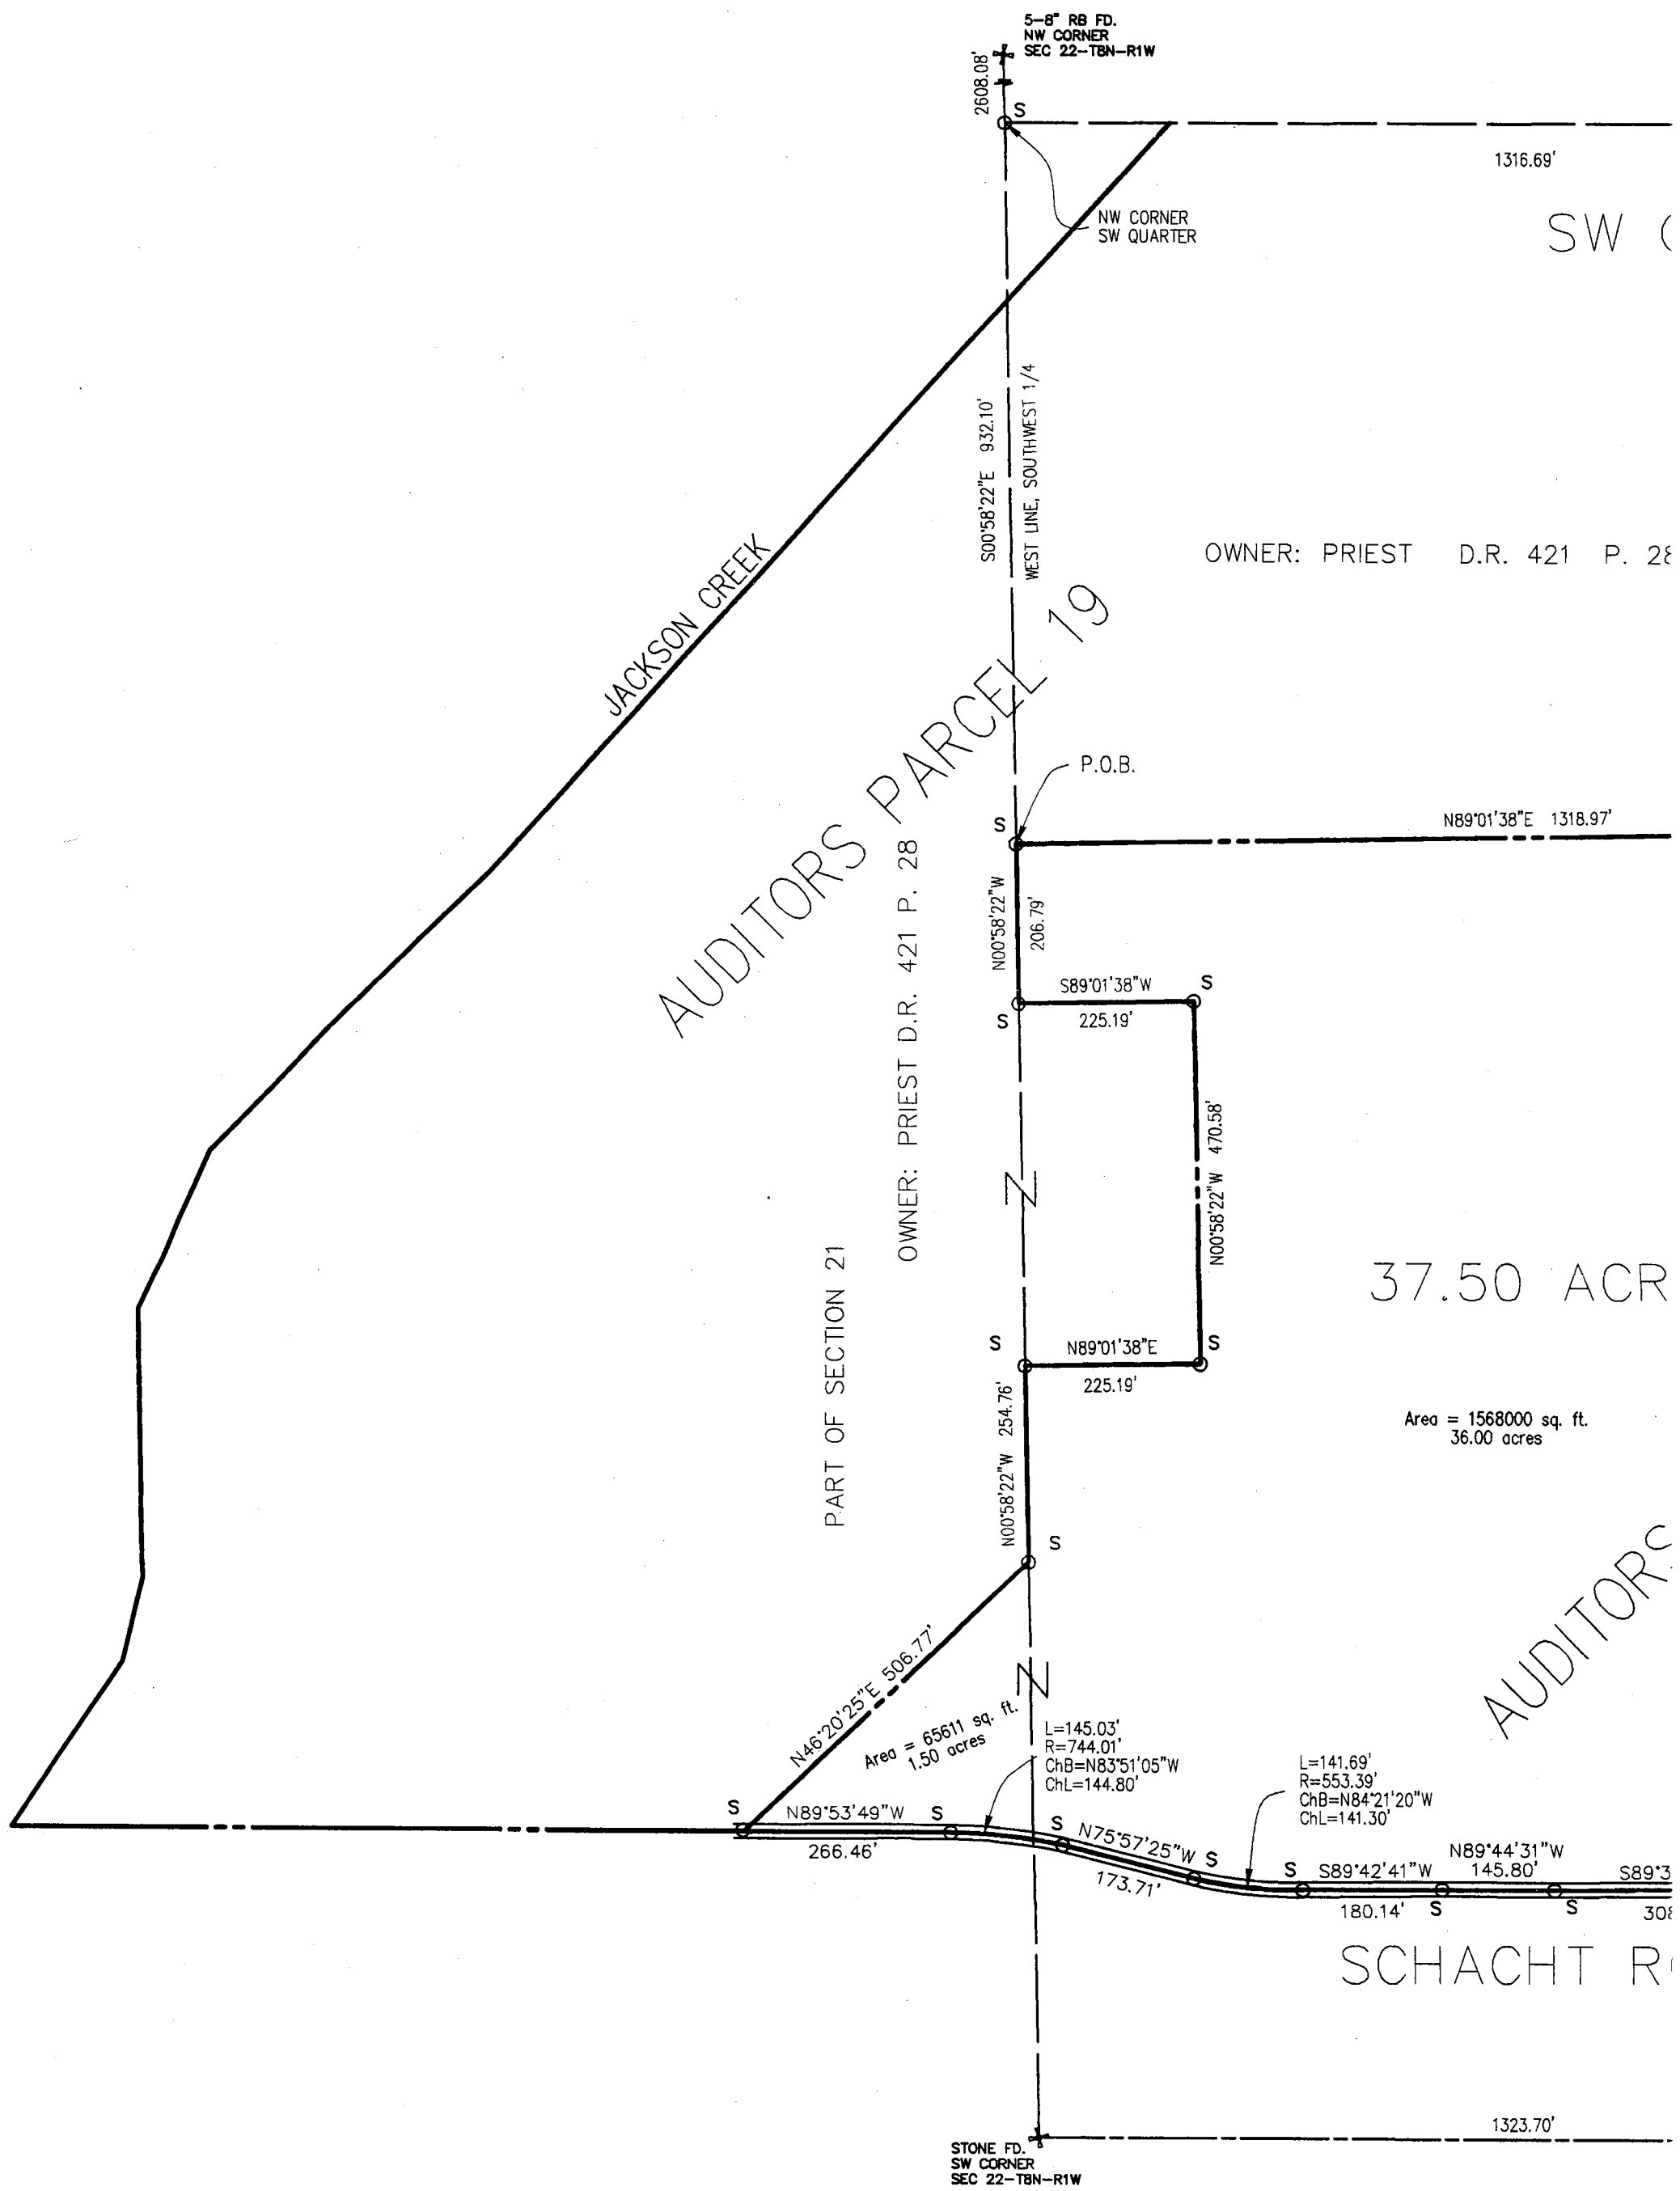 5-8" RB FD.
NW CORNER
SEC 22-T8N-R1W
2608.08'
S
1316.69'
NW CORNER
SW QUARTER
SW
S00°58'22"E 932.10'
WEST LINE, SOUTHWEST 1/4
OWNER: PRIEST D.R. 421 P. 28
JACKSON CREEK
AUDITORS PARCEL 19
P.O.B.
S
N89°01'38"E 1318.97'
OWNER: PRIEST D.R. 421 P. 28
N00°58'22"W
206.79'
S89°01'38"W
S
S
225.19'
N00°58'22"W 470.58'
Z
PART OF SECTION 21
37.50 ACR
S
N89°01'38"E
S
225.19'
N00°58'22"W 254.76'
Area = 1568000 sq. ft.
36.00 acres
S
AUDITORS
N46°20'25"E 506.77'
Z
Area = 65611 sq. ft.
1.50 acres
L=145.03'
R=744.01'
ChB=N83°51'05"W
ChL=144.80'
L=141.69'
R=553.39'
ChB=N84°21'20"W
ChL=141.30'
S
N89°53'49"W
S
266.46'
S
N75°57'25"W
S
173.71'
S
S89°42'41"W
180.14'
S
N89°44'31"W
145.80'
S
S89°3
308
SCHACHT R
1323.70'
STONE FD.
SW CORNER
SEC 22-T8N-R1W